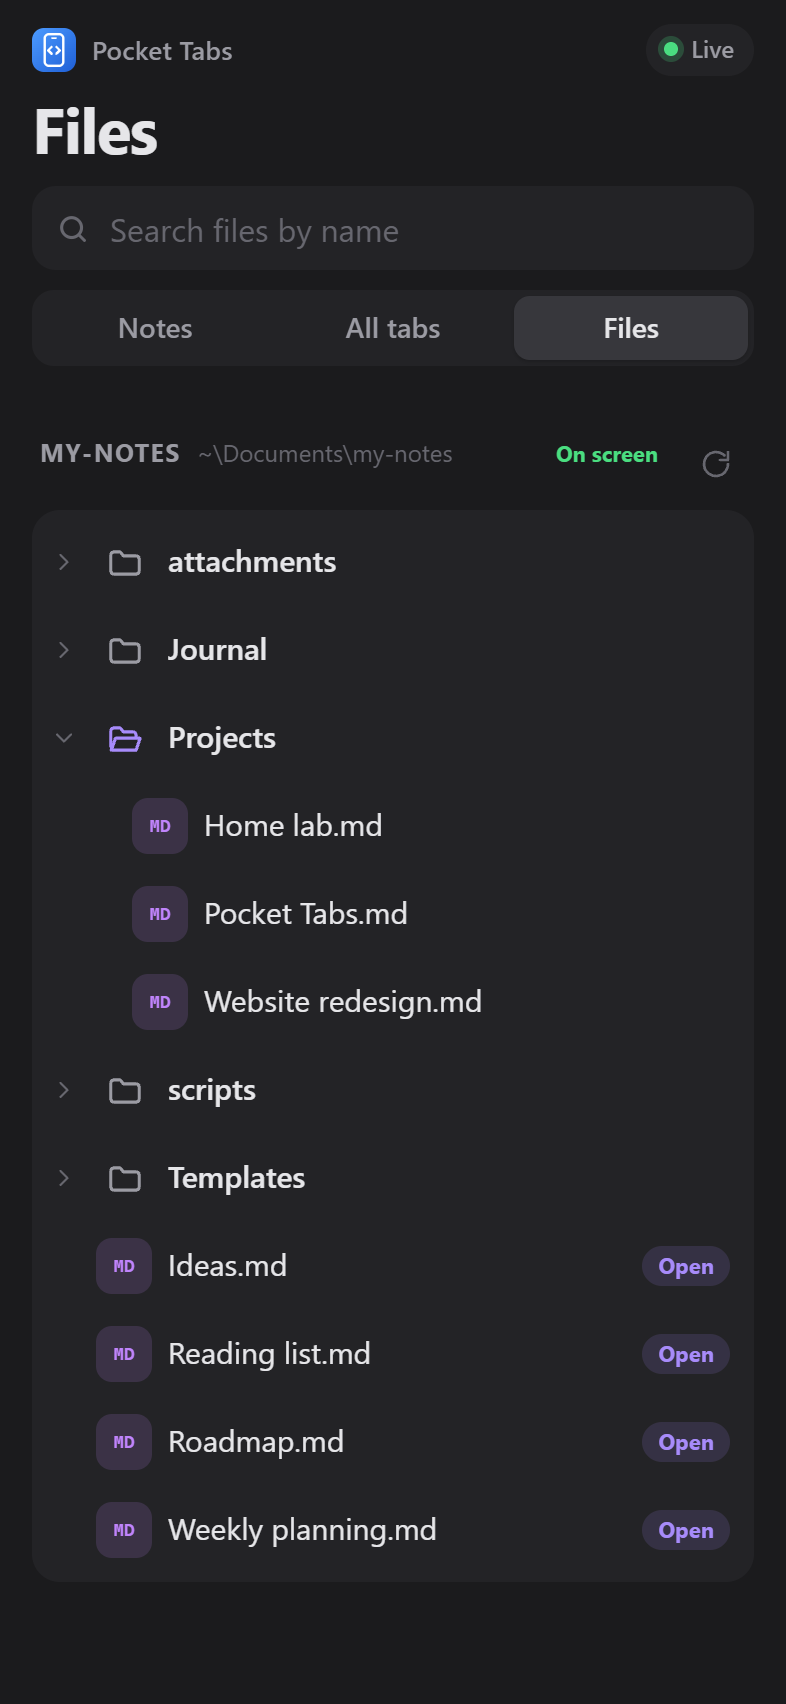 Pocket Tabs
Live
Files
Search files by name
Notes All tabs Files
MY-NOTES ~\Documents\my-notes On screen
attachments
Journal
Projects
MD Home lab.md
MD Pocket Tabs.md
MD Website redesign.md
scripts
Templates
MD Ideas.md Open
MD Reading list.md Open
MD Roadmap.md Open
MD Weekly planning.md Open